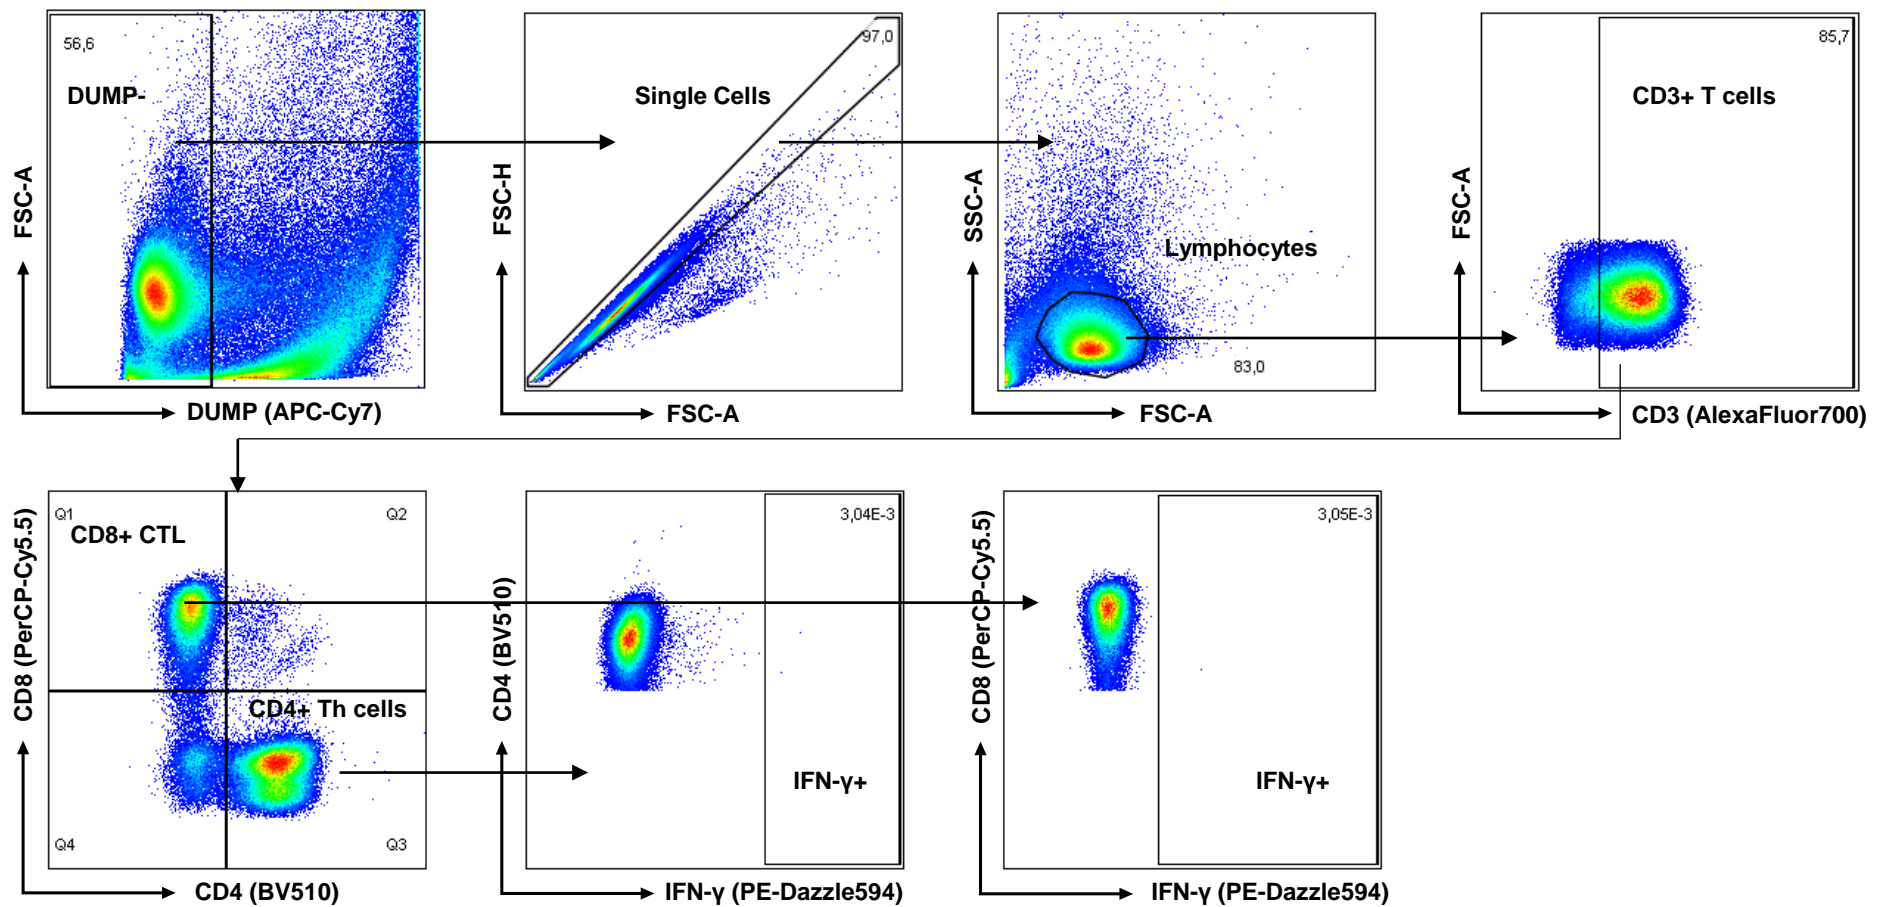 56,6
DUMP-
FSC-A
DUMP (APC-Cy7)
97,0
Single Cells
FSC-H
FSC-A
Lymphocytes
83,0
SSC-A
FSC-A
85,7
CD3+ T cells
FSC-A
CD3 (AlexaFluor700)
Q1
Q2
CD8+ CTL
CD4+ Th cells
Q4
Q3
CD8 (PerCP-Cy5.5)
CD4 (BV510)
3,04E-3
IFN-γ+
CD4 (BV510)
IFN-γ (PE-Dazzle594)
3,05E-3
IFN-γ+
CD8 (PerCP-Cy5.5)
IFN-γ (PE-Dazzle594)